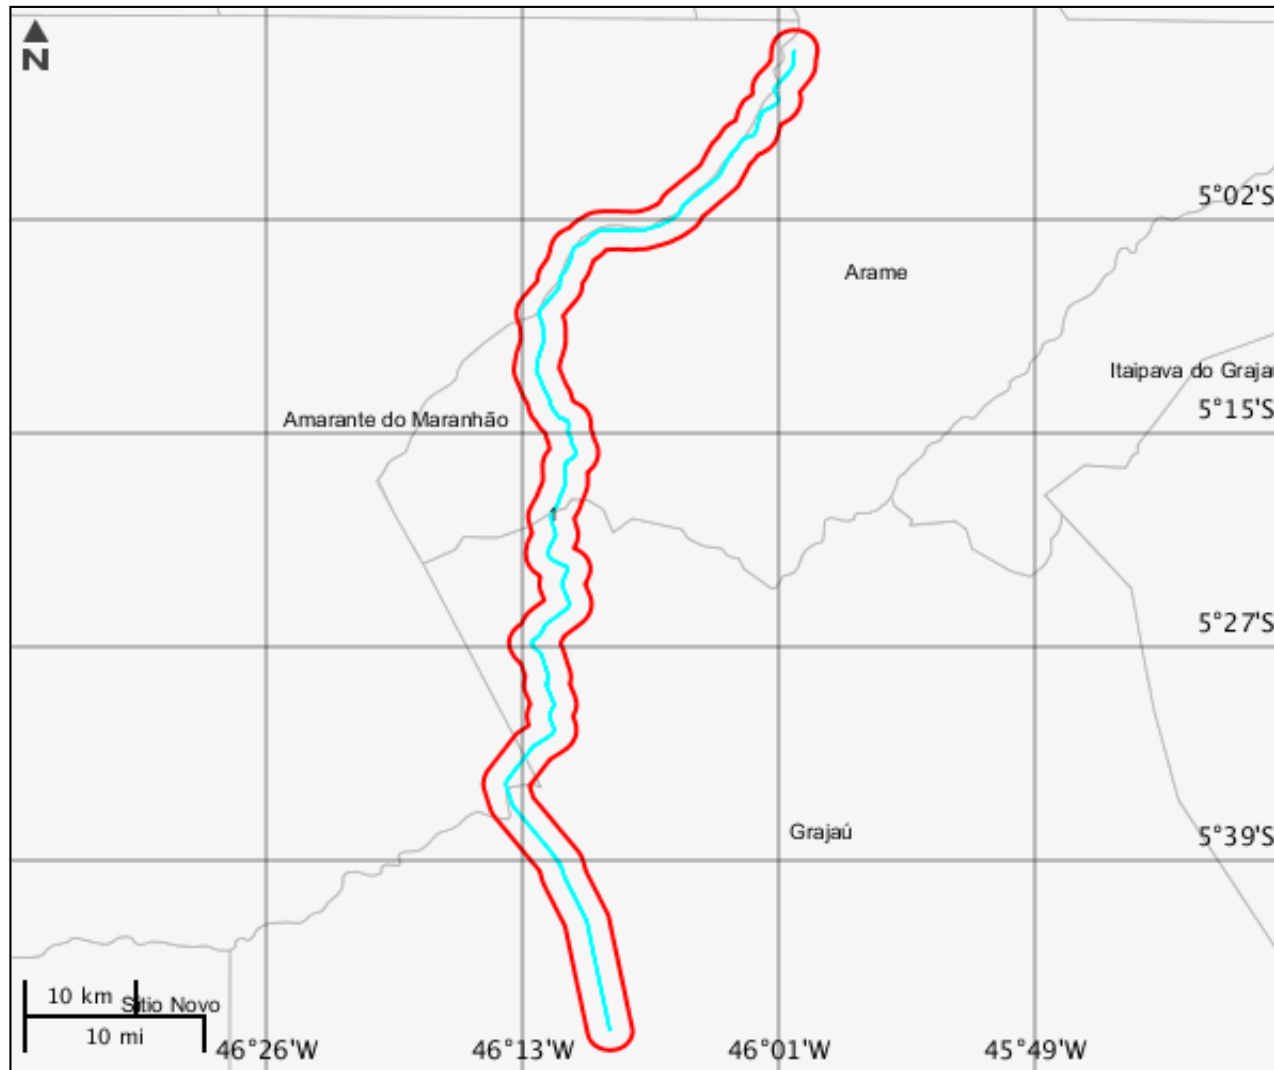 N
5°02'S
Arame
Itaipava do Graja
5°15'S
Amarante do Maranhão
5°27'S
5°39'S
Grajaú
10 km
Sítio Novo
10 mi
46°26'W
46°13'W
46°01'W
45°49'W